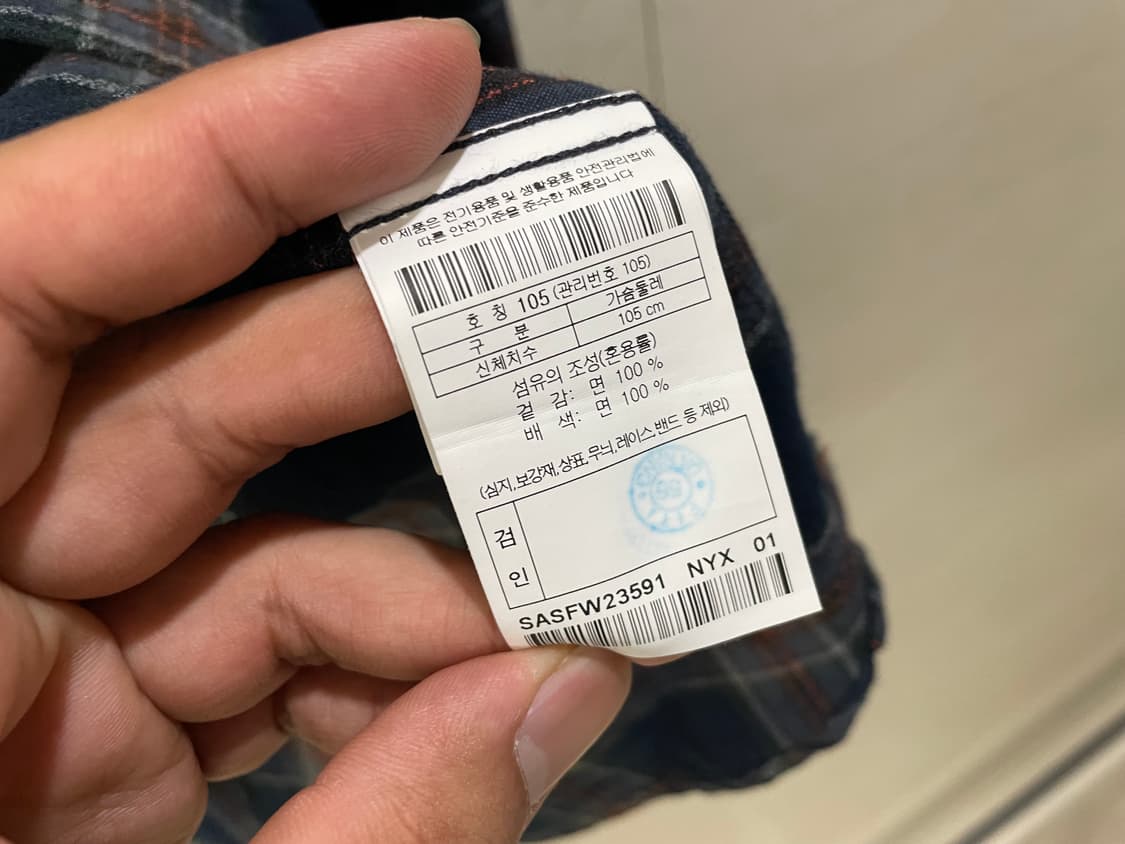 이 제품은 전기용품 및 생활용품 안전관리법에
따른 안전기준을 준수한 제품입니다
호 칭 105 (관리번호 105)
구 분 가슴둘레
신체치수 105 cm
섬유의 조성(혼용률)
겉 감: 면 100 %
배 색: 면 100 %
(심지,보강재,상표,무늬,레이스,밴드 등 제외)
검
인
SASFW23591 NYX 01